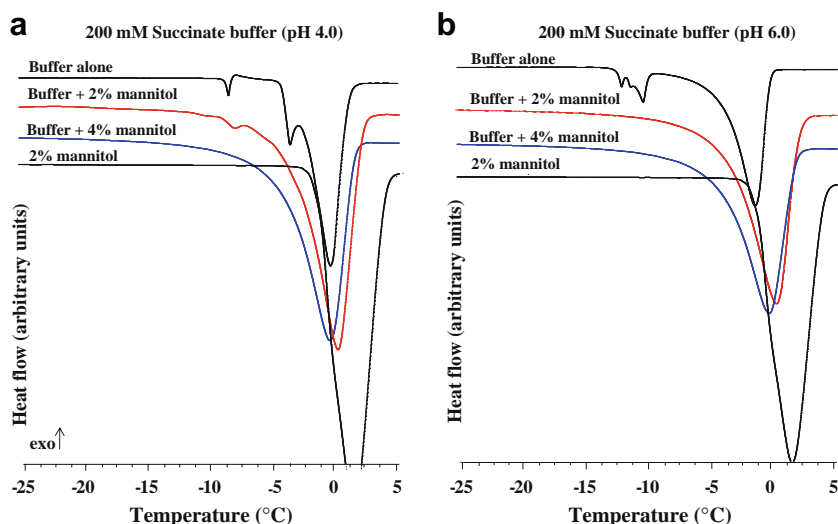 a
200 mM Succinate buffer (pH 4.0)
Buffer alone
Buffer + 2% mannitol
Buffer + 4% mannitol
2% mannitol
Heat flow (arbitrary units)
exo
-25 -20 -15 -10 -5 0 5
Temperature (°C)
b
200 mM Succinate buffer (pH 6.0)
Buffer alone
Buffer + 2% mannitol
Buffer + 4% mannitol
2% mannitol
Heat flow (arbitrary units)
-25 -20 -15 -10 -5 0 5
Temperature (°C)